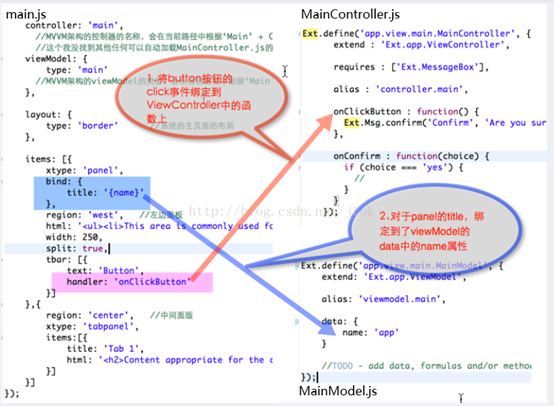 main.js
controller: 'main',
//MVVM架构的控制器的名称，会在当前路径中根据‘Main’ + C
//这个我没找到其他任何可以自动加载MainController.js的
viewModel: {
type: 'main'
//MVVM架构的viewModel的
据‘Main’
},
layout: {
type: 'border'
//系统的主页面的布局
},
items: [{
xtype: 'panel',
bind: {
title: '{name}'
},
region: 'west', //左边面板
html: '<ul><li>This area is commonly used fo
width: 250,
split: true,
tbar: [{
text: 'Button',
handler: 'onClickButton'
}]
},{
region: 'center', //中间面版
xtype: 'tabpanel',
items:[{
title: 'Tab 1',
html: '<h2>Content appropriate for the c
}]
}]
});
1.将button按钮的
click事件绑定到
ViewController中的函
数上
MainController.js
Ext.define('app.view.main.MainController', {
extend : 'Ext.app.ViewController',
requires : ['Ext.MessageBox'],
alias : 'controller.main',
onClickButton : function() {
Ext.Msg.confirm('Confirm', 'Are you sur
},
onConfirm : function(choice) {
if (choice === 'yes') {
//
}
}
});
http://blog.csdn.net/
2.对于panel的title，绑
定到了viewModel的
data中的name属性
Ext.define('app.view.main.MainModel', {
extend: 'Ext.app.ViewModel',
alias: 'viewmodel.main',
data: {
name: 'app'
}
//TODO - add data, formulas and/or method
});
MainModel.js